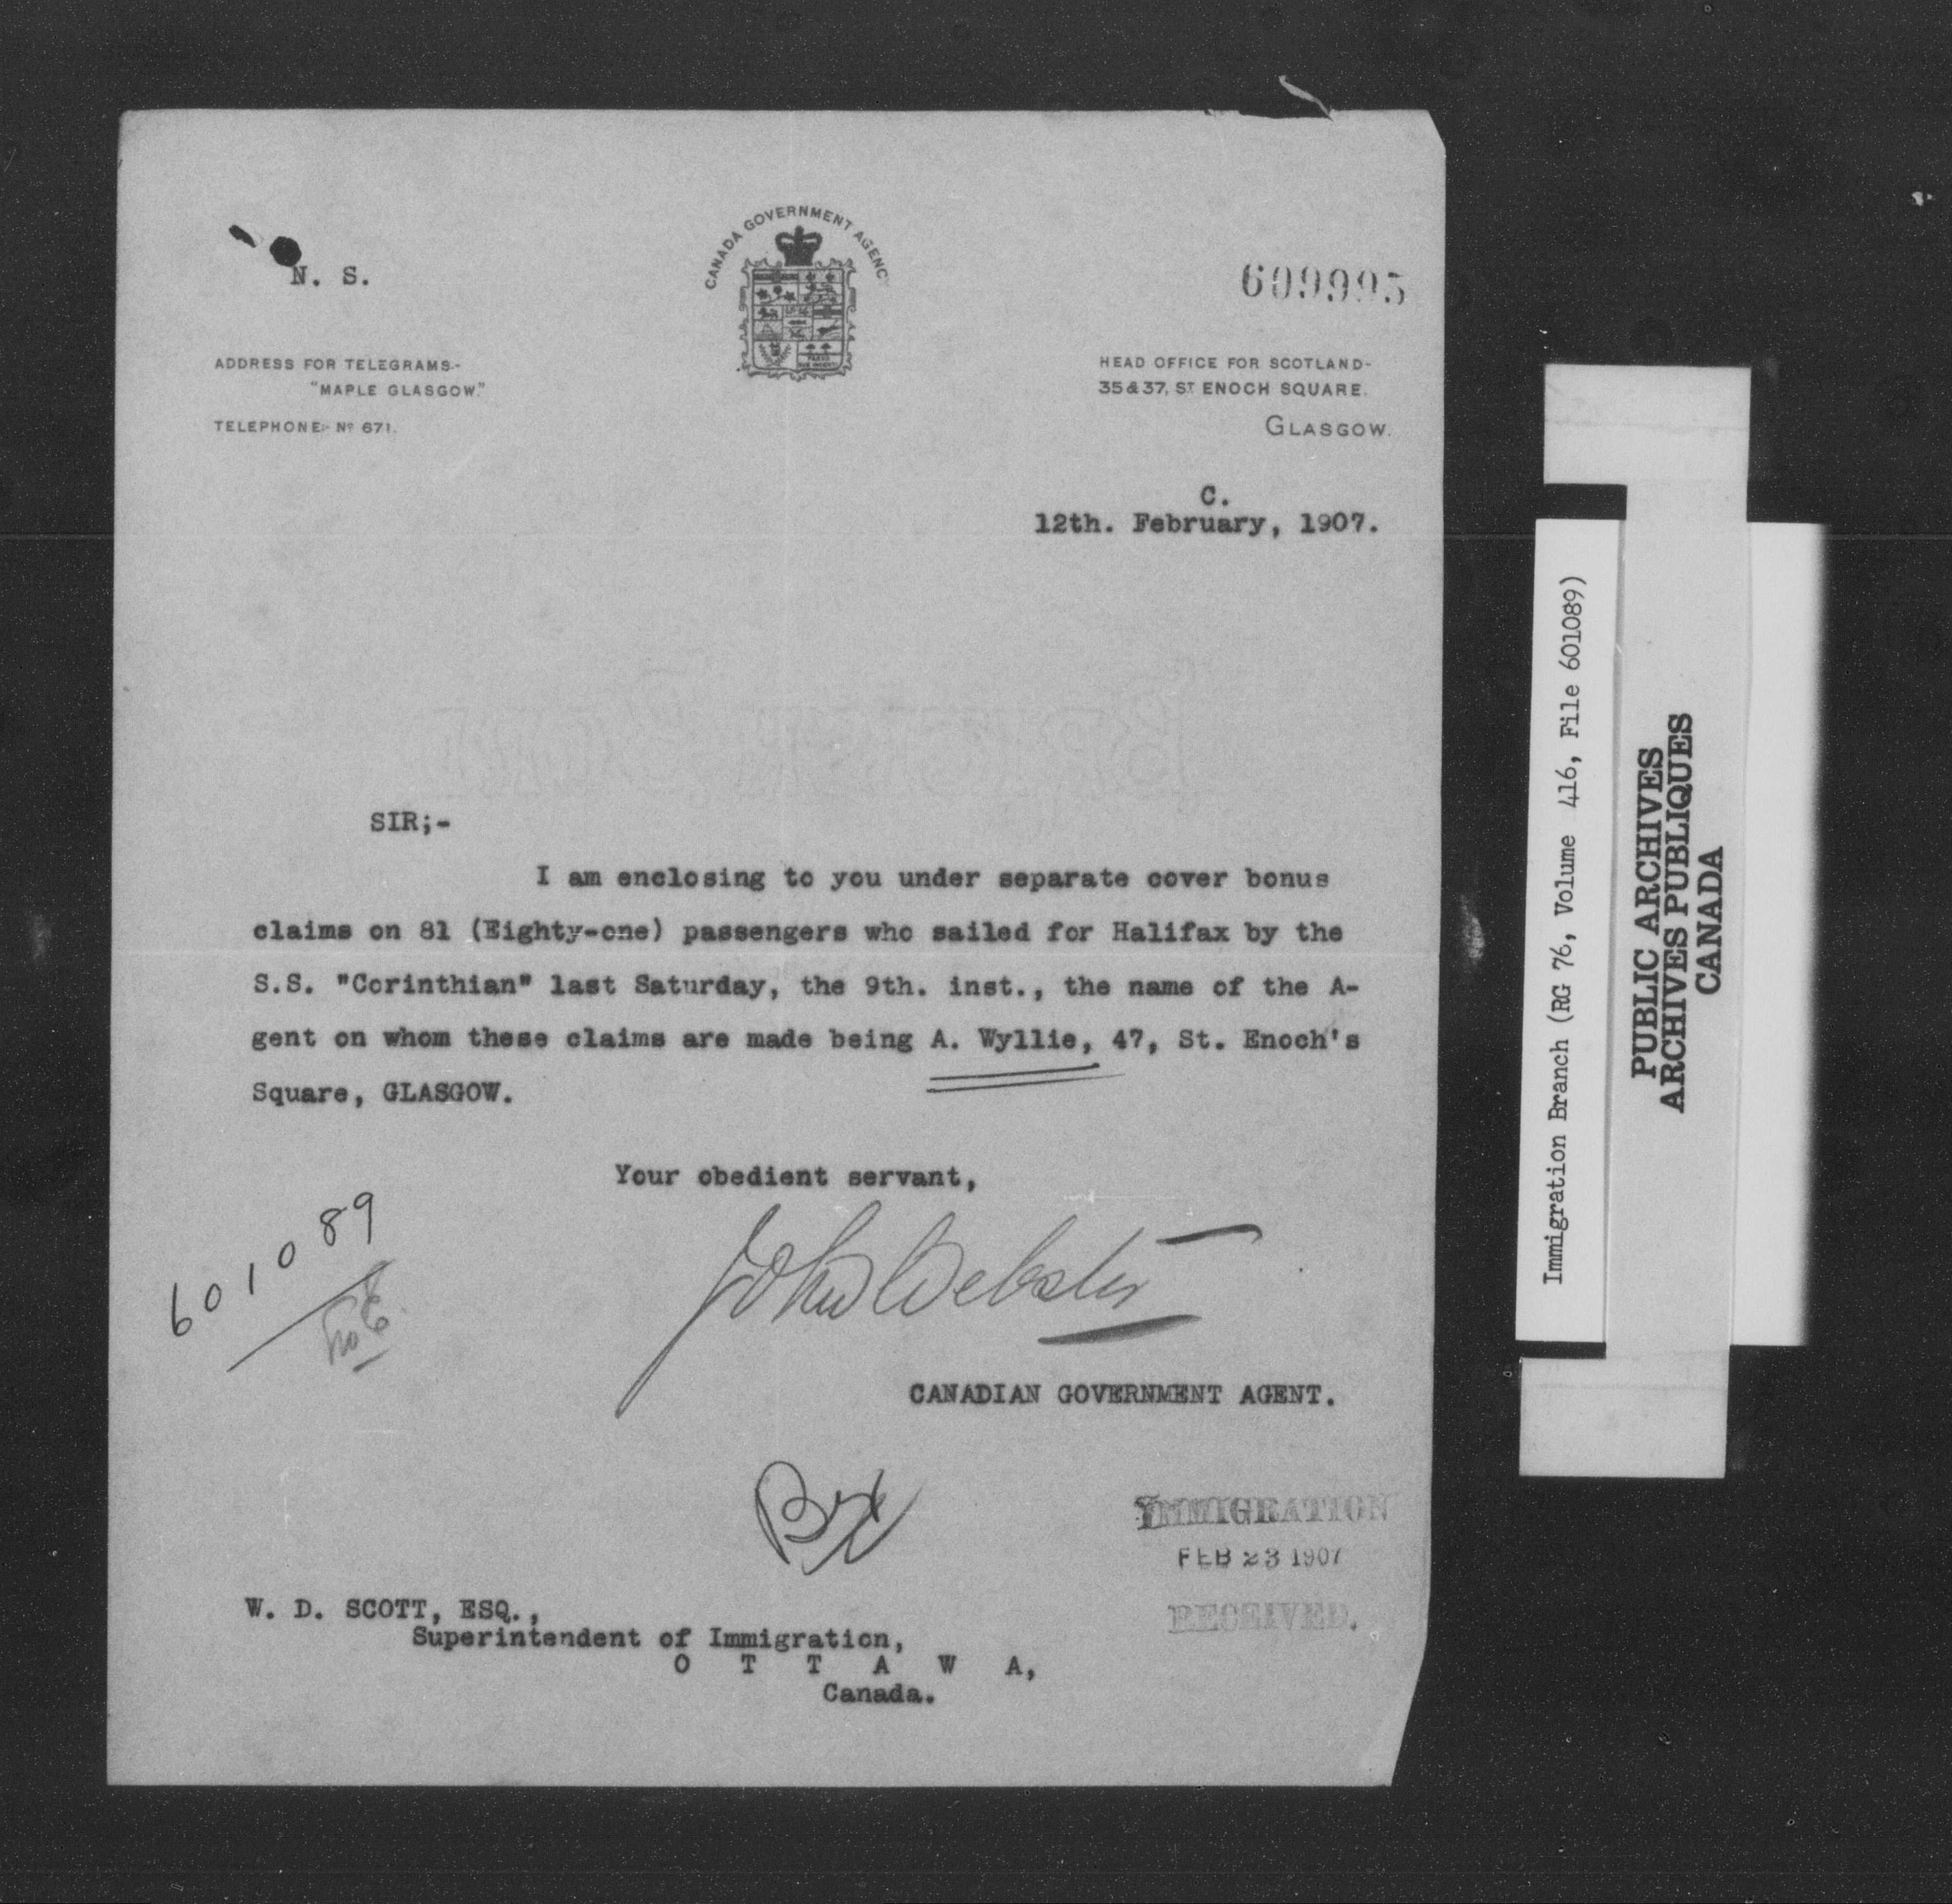 CANADA GOVERNMENT AGENCY
N. S.
609995
ADDRESS FOR TELEGRAMS:-
"MAPLE GLASGOW."
TELEPHONE:- Nº 671.
HEAD OFFICE FOR SCOTLAND-
35 & 37, ST ENOCH SQUARE.
GLASGOW.
C.
12th. February, 1907.
SIR;-
I am enclosing to you under separate cover bonus
claims on 81 (Eighty-one) passengers who sailed for Halifax by the
S.S. "Corinthian" last Saturday, the 9th. inst., the name of the A-
gent on whom these claims are made being A. Wyllie, 47, St. Enoch's
Square, GLASGOW.
Your obedient servant,
John Webster
CANADIAN GOVERNMENT AGENT.
601089
IMMIGRATION
FEB 23 1907
RECEIVED.
W. D. SCOTT, ESQ.,
Superintendent of Immigration,
O T T A W A,
Canada.
Immigration Branch (RG 76, Volume 416, File 601089)
PUBLIC ARCHIVES
ARCHIVES PUBLIQUES
CANADA